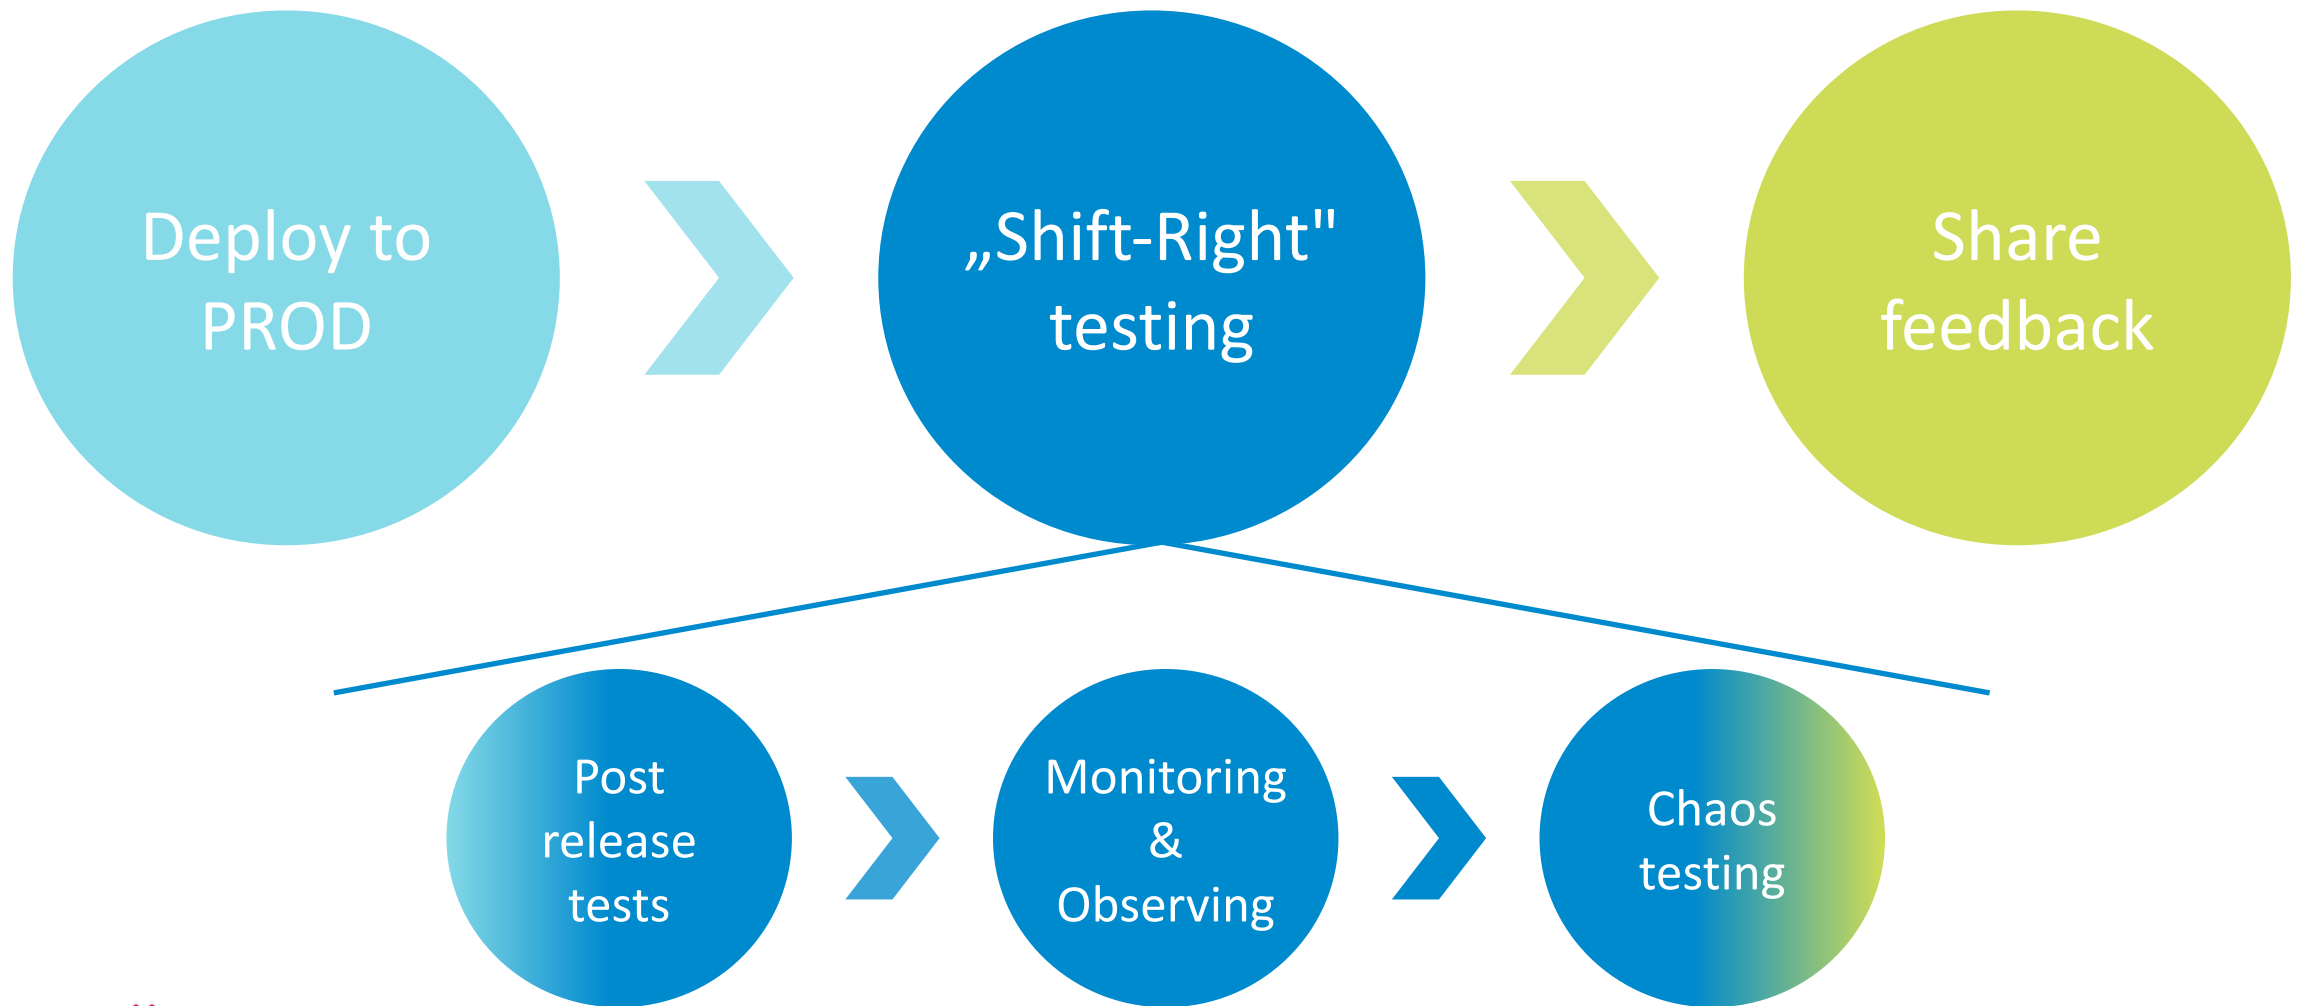 Deploy to
PROD
„Shift-Right"
testing
Share
feedback
Post
release
tests
Monitoring
&
Observing
Chaos
testing